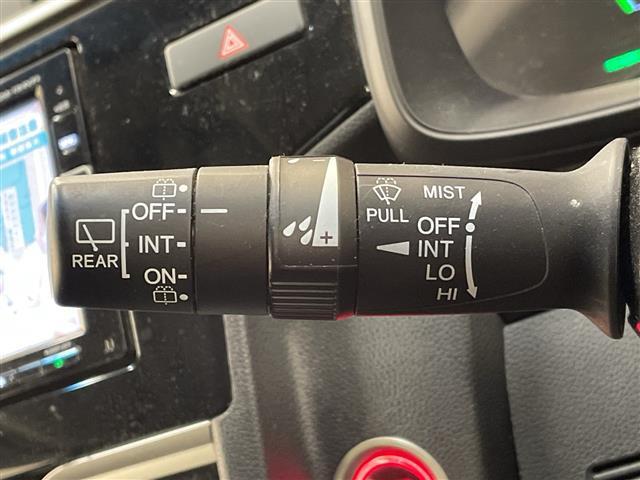 OFF
INT
REAR
ON
- +
PULL
MIST
OFF
INT
LO
HI